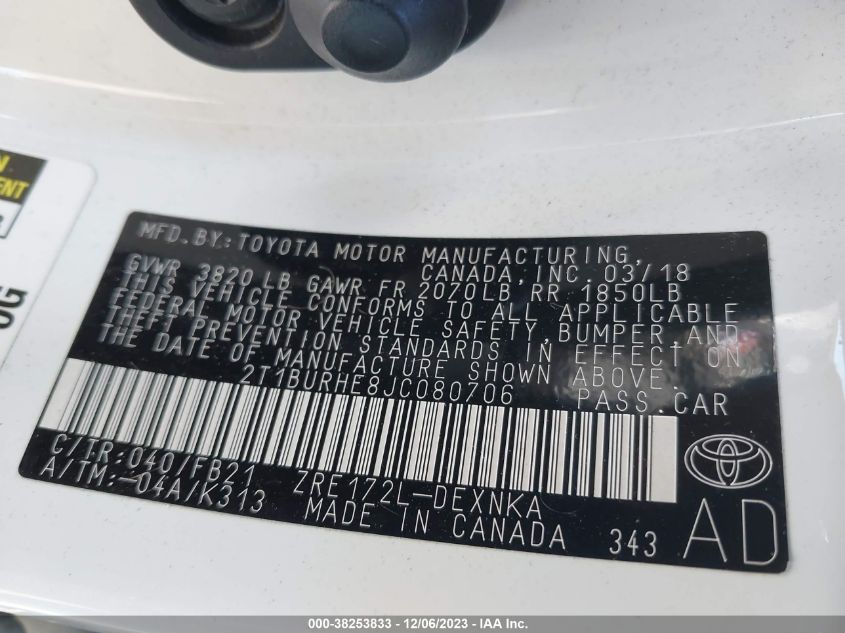 MFD. BY: TOYOTA MOTOR MANUFACTURING,
CANADA, INC. 03/18
GVWR 3820 LB GAWR FR 2070LB, RR 1850LB
THIS VEHICLE CONFORMS TO ALL APPLICABLE
FEDERAL MOTOR VEHICLE SAFETY, BUMPER, AND
THEFT PREVENTION STANDARDS IN EFFECT ON
THE DATE OF MANUFACTURE SHOWN ABOVE.
2T1BURHE8JC080706 PASS.CAR
C/TR:040/FB21 ZRE172L-DEXNKA
A/TM:-04A/K313 MADE IN CANADA 343
AD
000-38253833 - 12/06/2023 - IAA Inc.